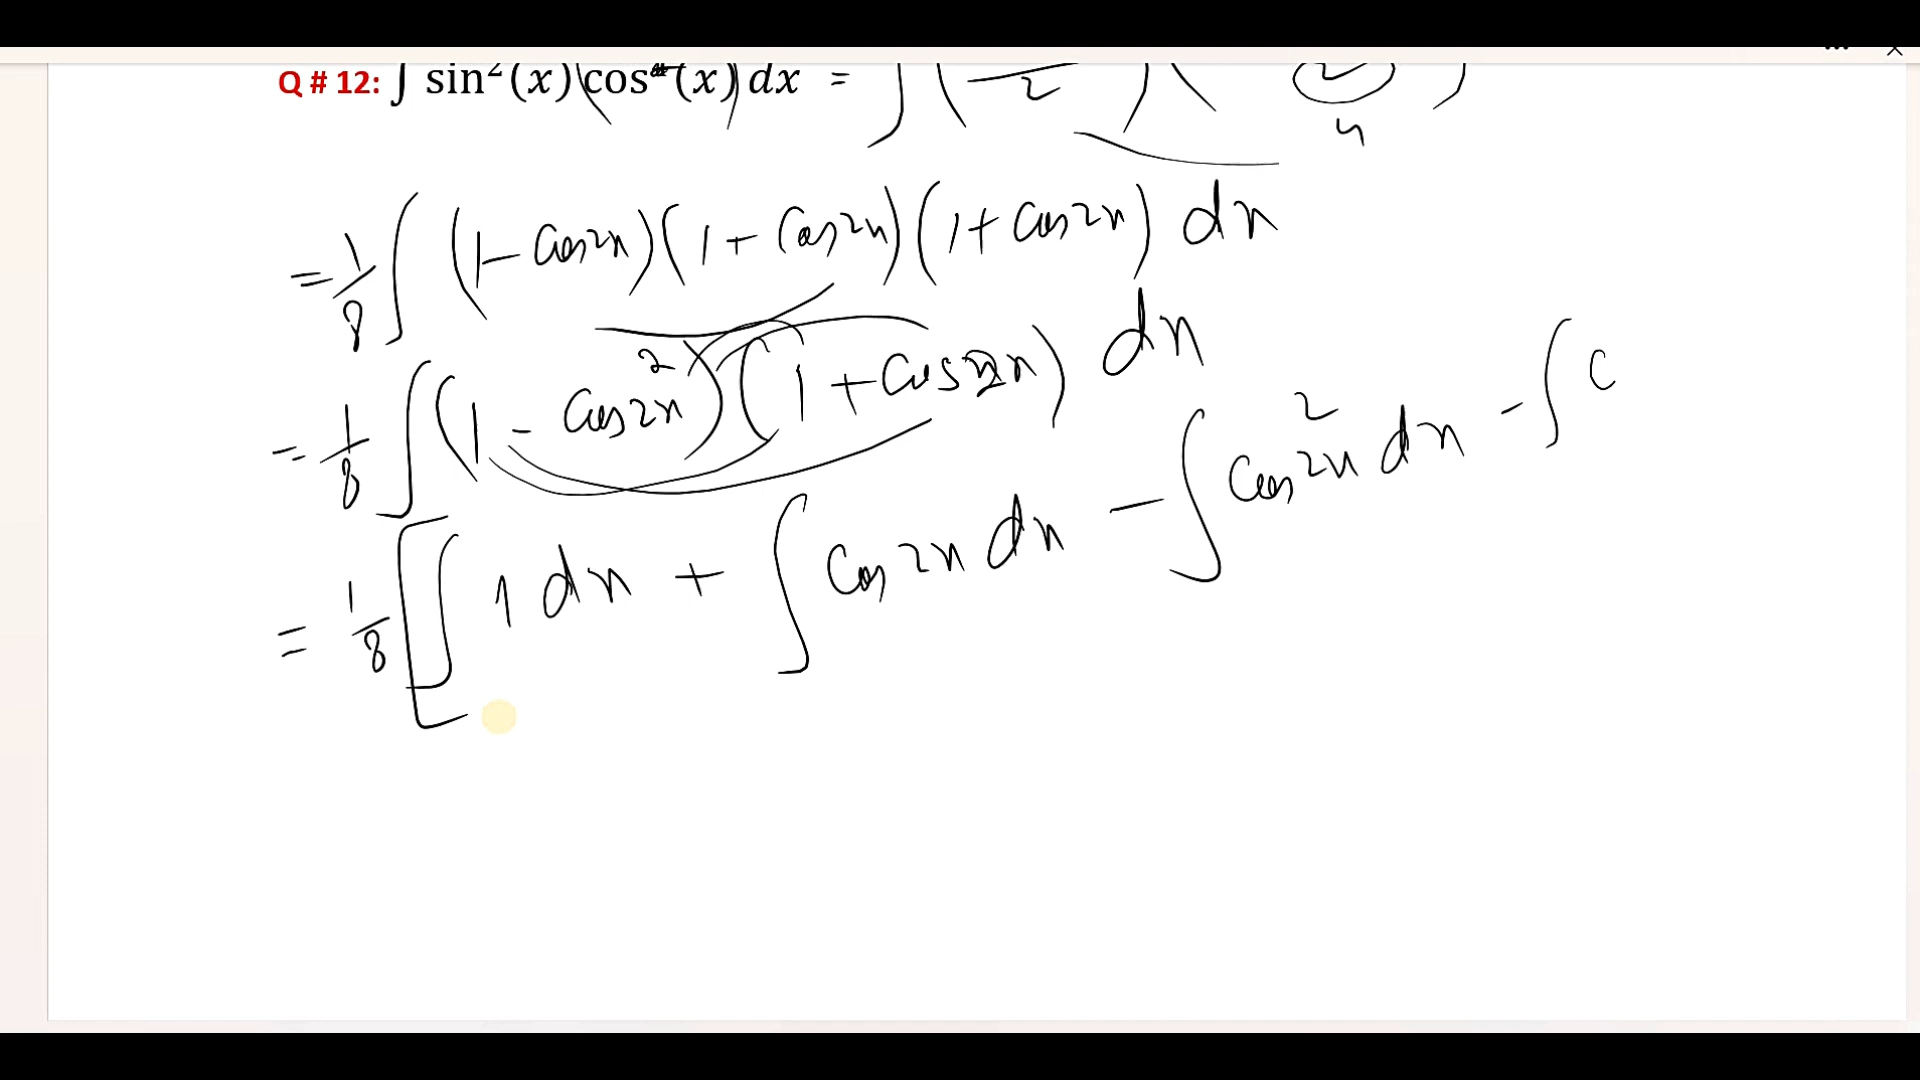 Q # 12: ∫ sin²(x)(cos⁴(x)) dx = ∫ ( /2 )( 2/4 )
= 1/8 ∫ (1 - Cos2x)(1 + Cos2x)(1 + Cos2x) dx
= 1/8 ∫ (1 - Cos²2x)(1 + Cos2x) dx
= 1/8 [ ∫ 1 dx + ∫ Cos2x dx - ∫ Cos²2x dx - ∫ C